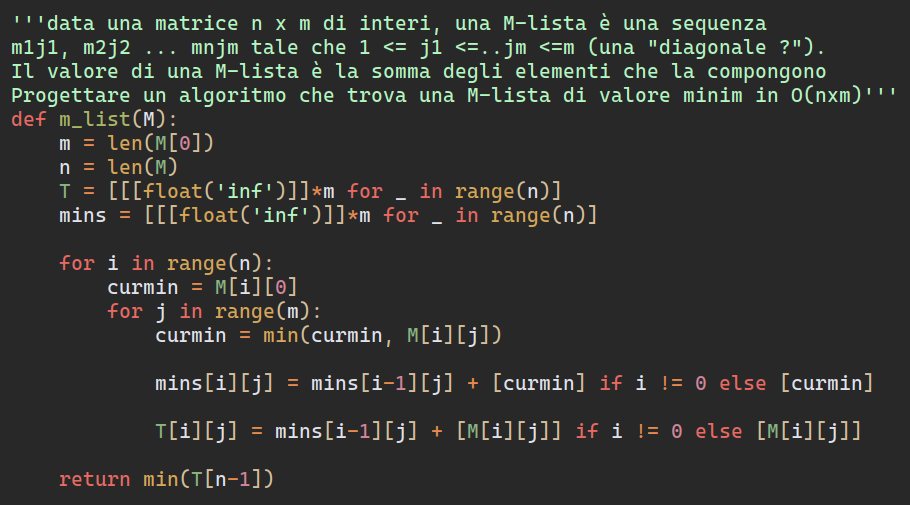 '''data una matrice n x m di interi, una M-lista è una sequenza
m1j1, m2j2 ... mnjm tale che 1 <= j1 <=..jm <=m (una "diagonale ?").
Il valore di una M-lista è la somma degli elementi che la compongono
Progettare un algoritmo che trova una M-lista di valore minim in O(nxm)'''
def m_list(M):
    m = len(M[0])
    n = len(M)
    T = [[[float('inf')]]*m for _ in range(n)]
    mins = [[[float('inf')]]*m for _ in range(n)]

    for i in range(n):
        curmin = M[i][0]
        for j in range(m):
            curmin = min(curmin, M[i][j])

            mins[i][j] = mins[i-1][j] + [curmin] if i != 0 else [curmin]

            T[i][j] = mins[i-1][j] + [M[i][j]] if i != 0 else [M[i][j]]

    return min(T[n-1])